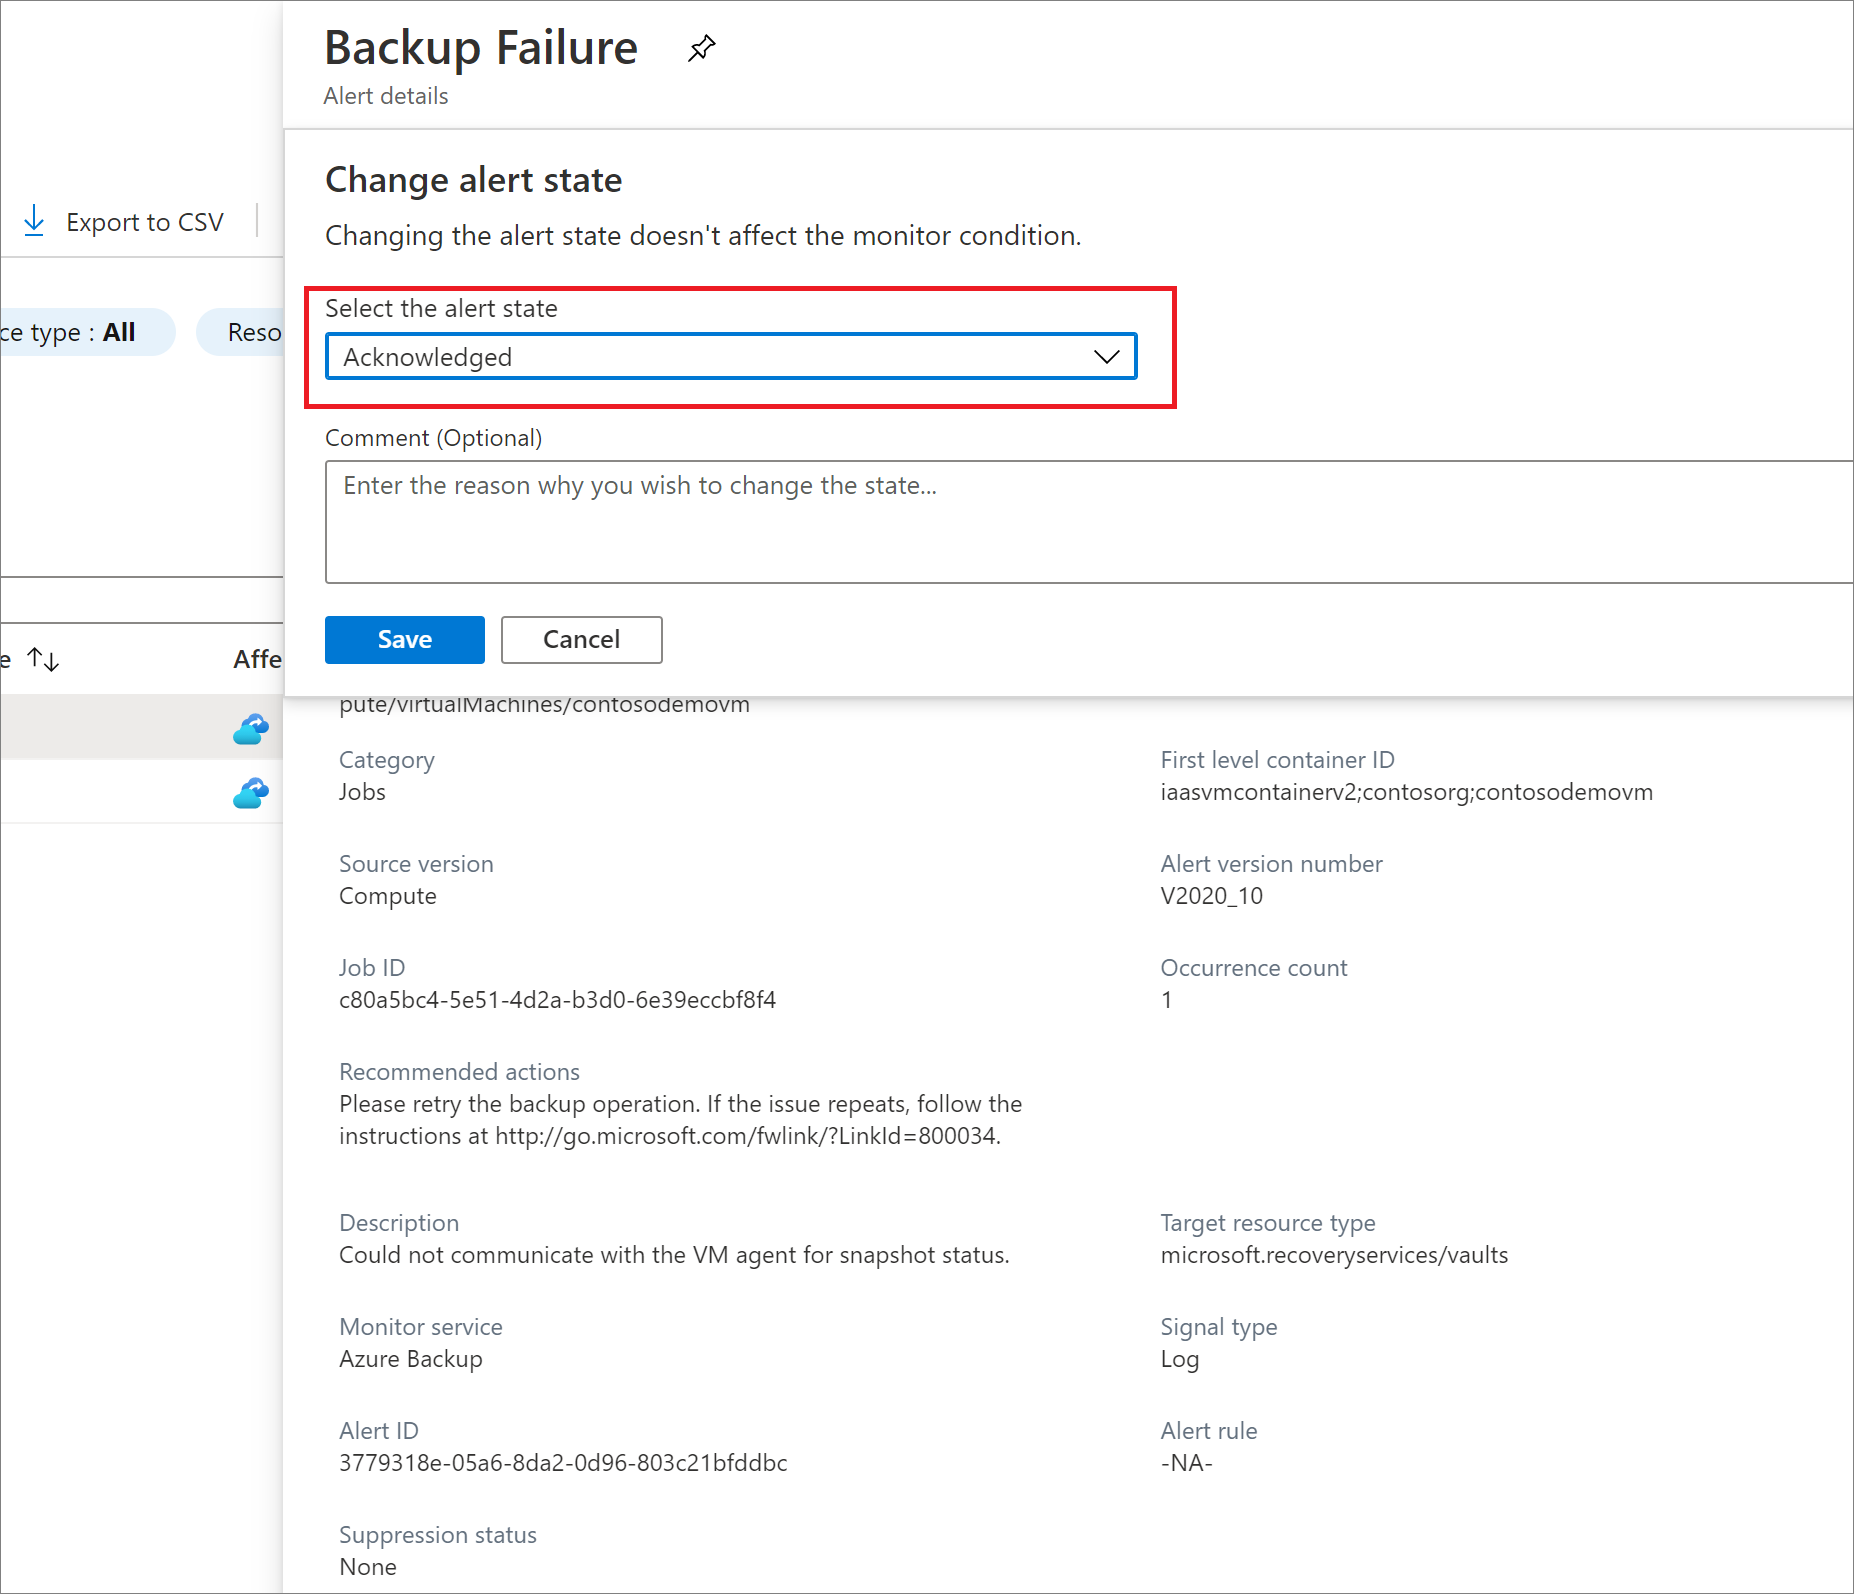 Backup Failure
Alert details
Change alert state
Changing the alert state doesn't affect the monitor condition.
Export to CSV
Select the alert state
ce type : All
Reso
Acknowledged
Comment (Optional)
Enter the reason why you wish to change the state...
Save
Cancel
e
Affe
pute/virtualMachines/contosodemovm
Category
Jobs
First level container ID
iaasvmcontainerv2;contosorg;contosodemovm
Source version
Compute
Alert version number
V2020_10
Job ID
c80a5bc4-5e51-4d2a-b3d0-6e39eccbf8f4
Occurrence count
1
Recommended actions
Please retry the backup operation. If the issue repeats, follow the
instructions at http://go.microsoft.com/fwlink/?LinkId=800034.
Description
Could not communicate with the VM agent for snapshot status.
Target resource type
microsoft.recoveryservices/vaults
Monitor service
Azure Backup
Signal type
Log
Alert ID
3779318e-05a6-8da2-0d96-803c21bfddbc
Alert rule
-NA-
Suppression status
None